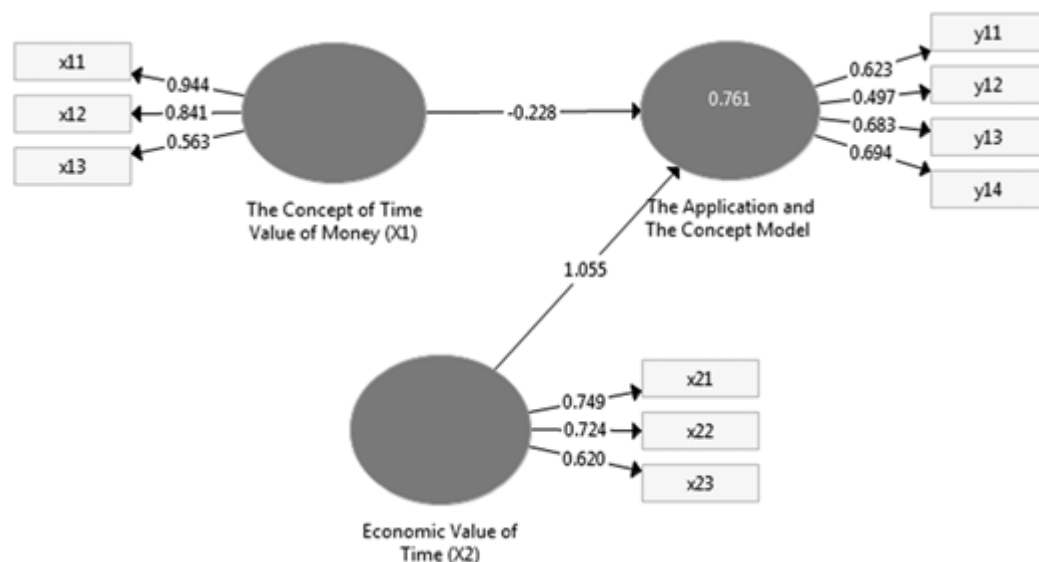 x11
x12
x13
0.944
0.841
0.563
The Concept of Time
Value of Money (X1)
-0.228
0.761
The Application and
The Concept Model
0.623
0.497
0.683
0.694
y11
y12
y13
y14
1.055
Economic Value of
Time (X2)
0.749
0.724
0.620
x21
x22
x23